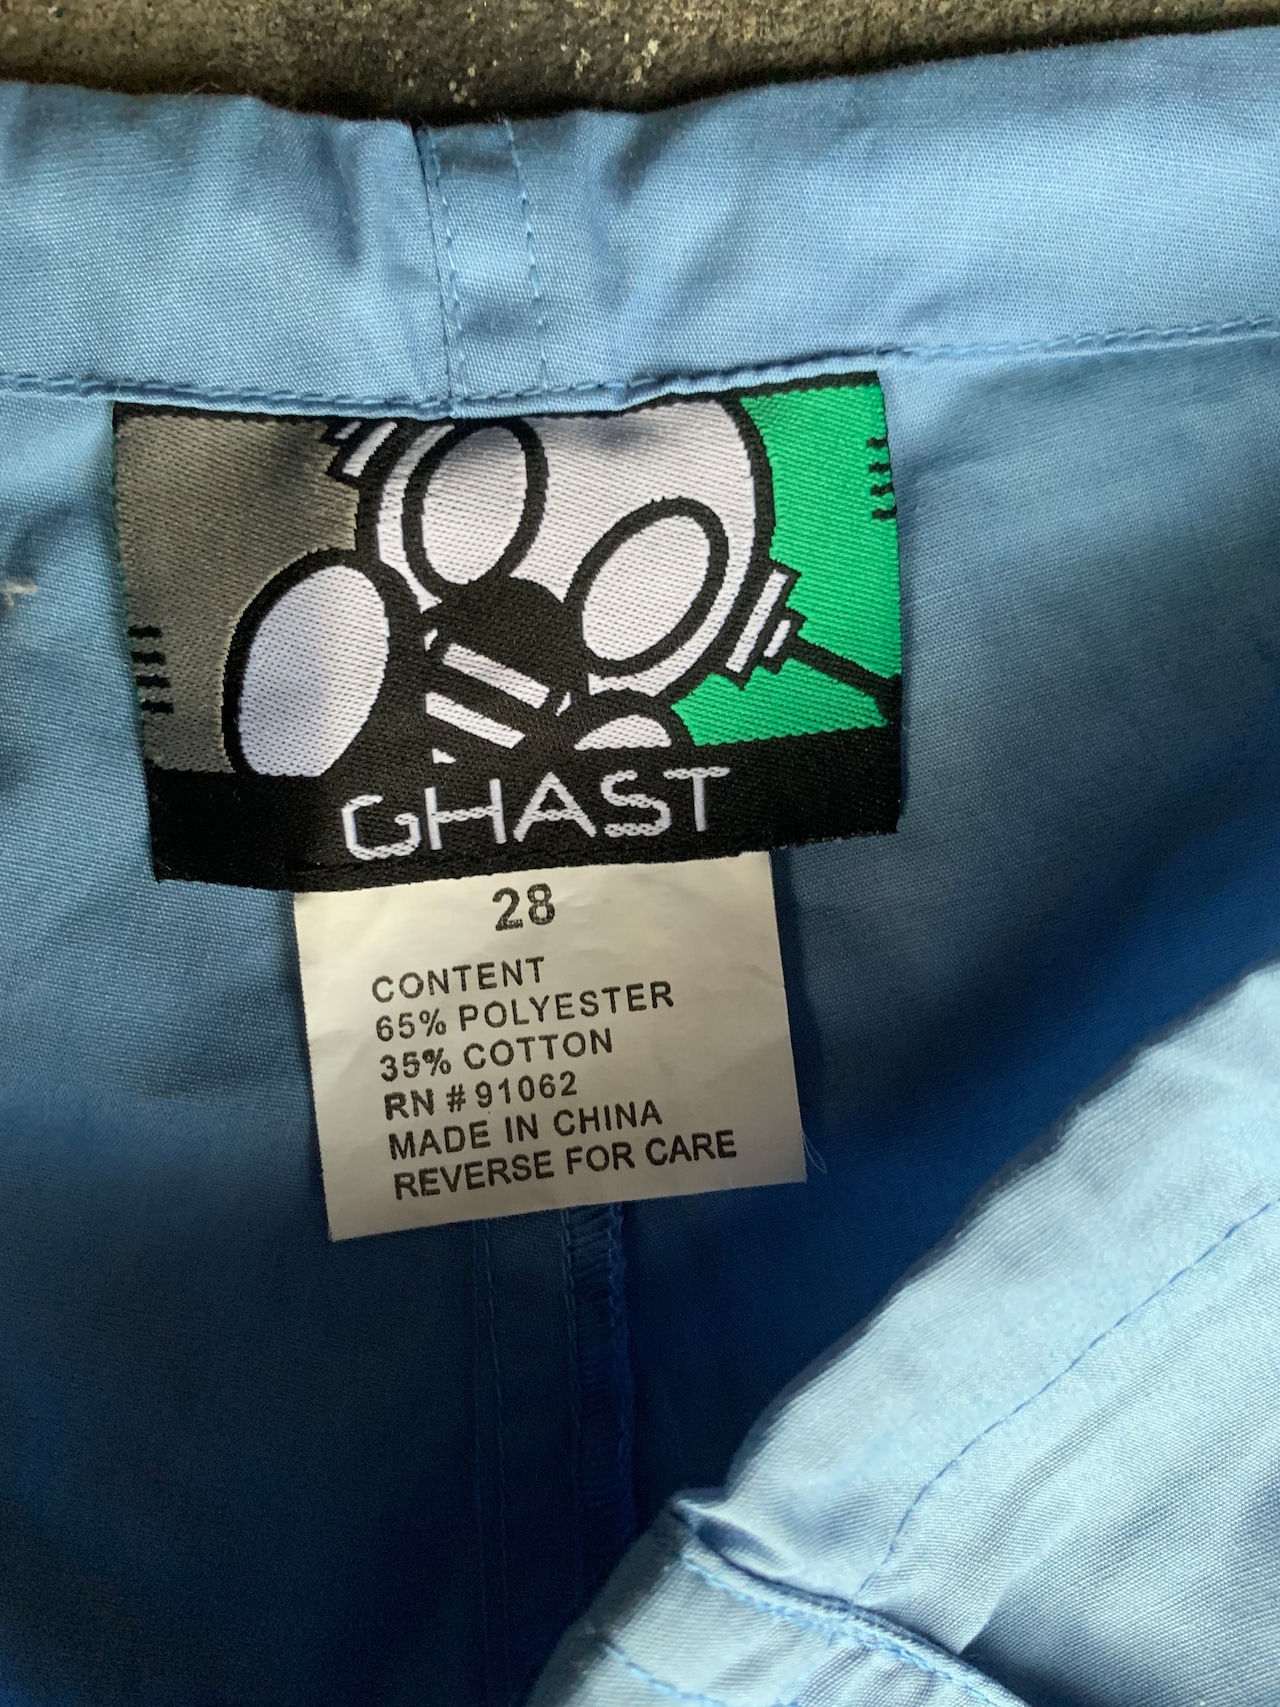 GHAST
28
CONTENT
65% POLYESTER
35% COTTON
RN # 91062
MADE IN CHINA
REVERSE FOR CARE